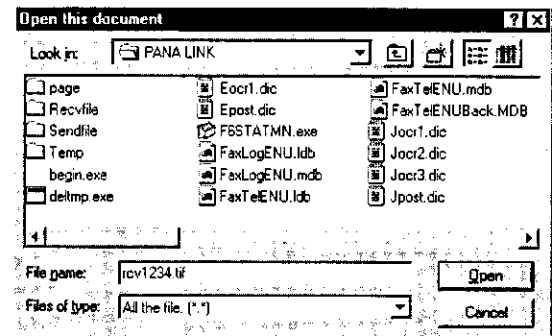 Open this document
Look in: PANA LINK
page Eocr1.dic FaxTelENU.mdb
Recvfile Epost.dic FaxTelENUBack.MDB
Sendfile F6STATMN.exe Jocr1.dic
Temp FaxLogENU.ldb Jocr2.dic
begin.exe FaxLogENU.mdb Jocr3.dic
deltmp.exe FaxTelENU.ldb Jpost.dic
File name: rcv1234.tif Open
Files of type: All the file. (*.*) Cancel